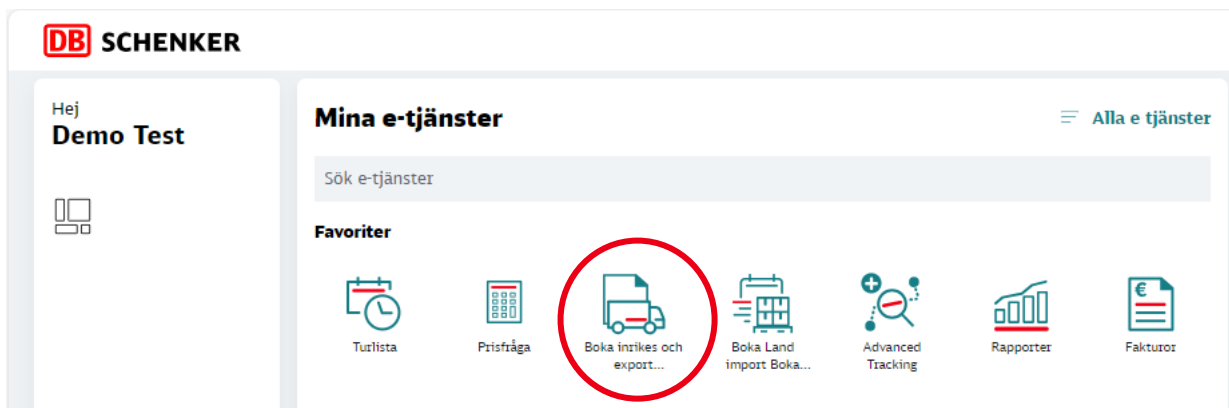 DB SCHENKER
Hej
Demo Test
Mina e-tjänster
Alla e tjänster
Sök e-tjänster
Favoriter
Turlista
Prisfråga
Boka inrikes och
export...
Boka Land
import Boka...
Advanced
Tracking
Rapporter
Fakturor